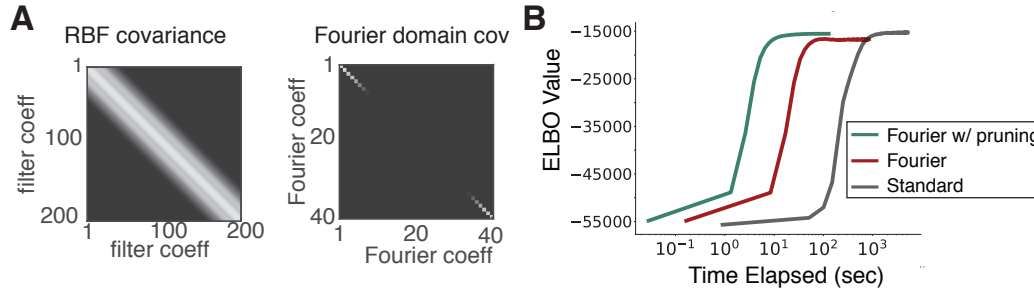 A
RBF covariance
1
100
200
filter coeff
1
100
200
filter coeff
Fourier domain cov
1
20
40
Fourier coeff
1
20
40
Fourier coeff
B
−15000
−25000
−35000
−45000
−55000
ELBO Value
Fourier w/ pruning
Fourier
Standard
10⁻¹
10⁰
10¹
10²
10³
Time Elapsed (sec)